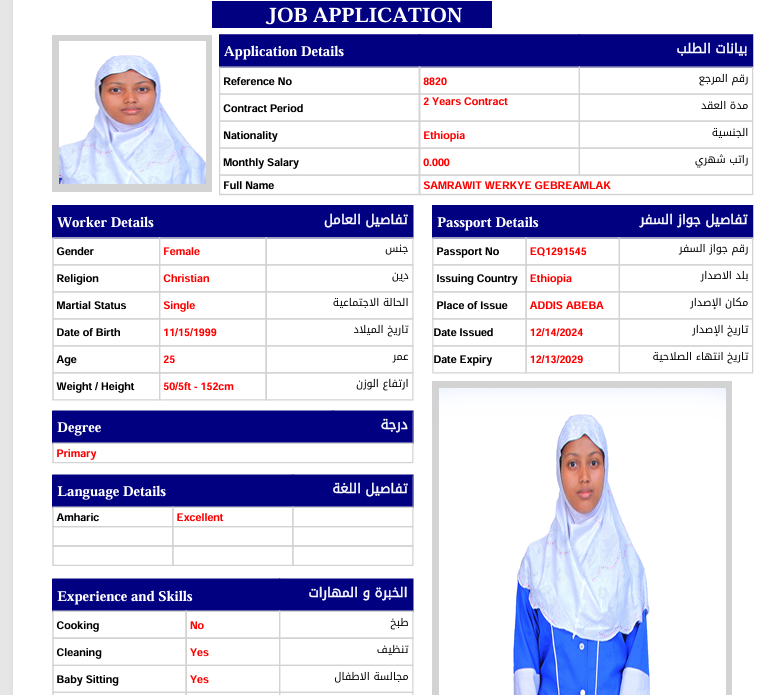 JOB APPLICATION
Application Details بيانات الطلب
Reference No 8820 رقم المرجع
Contract Period 2 Years Contract مدة العقد
Nationality Ethiopia الجنسية
Monthly Salary 0.000 راتب شهري
Full Name SAMRAWIT WERKYE GEBREAMLAK
Worker Details تفاصيل العامل
Gender Female جنس
Religion Christian دين
Martial Status Single الحالة الاجتماعية
Date of Birth 11/15/1999 تاريخ الميلاد
Age 25 عمر
Weight / Height 50/5ft - 152cm ارتفاع الوزن
Passport Details تفاصيل جواز السفر
Passport No EQ1291545 رقم جواز السفر
Issuing Country Ethiopia بلد الاصدار
Place of Issue ADDIS ABEBA مكان الإصدار
Date Issued 12/14/2024 تاريخ الإصدار
Date Expiry 12/13/2029 تاريخ انتهاء الصلاحية
Degree درجة
Primary
Language Details تفاصيل اللغة
Amharic Excellent
Experience and Skills الخبرة و المهارات
Cooking No طبخ
Cleaning Yes تنظيف
Baby Sitting Yes مجالسة الاطفال